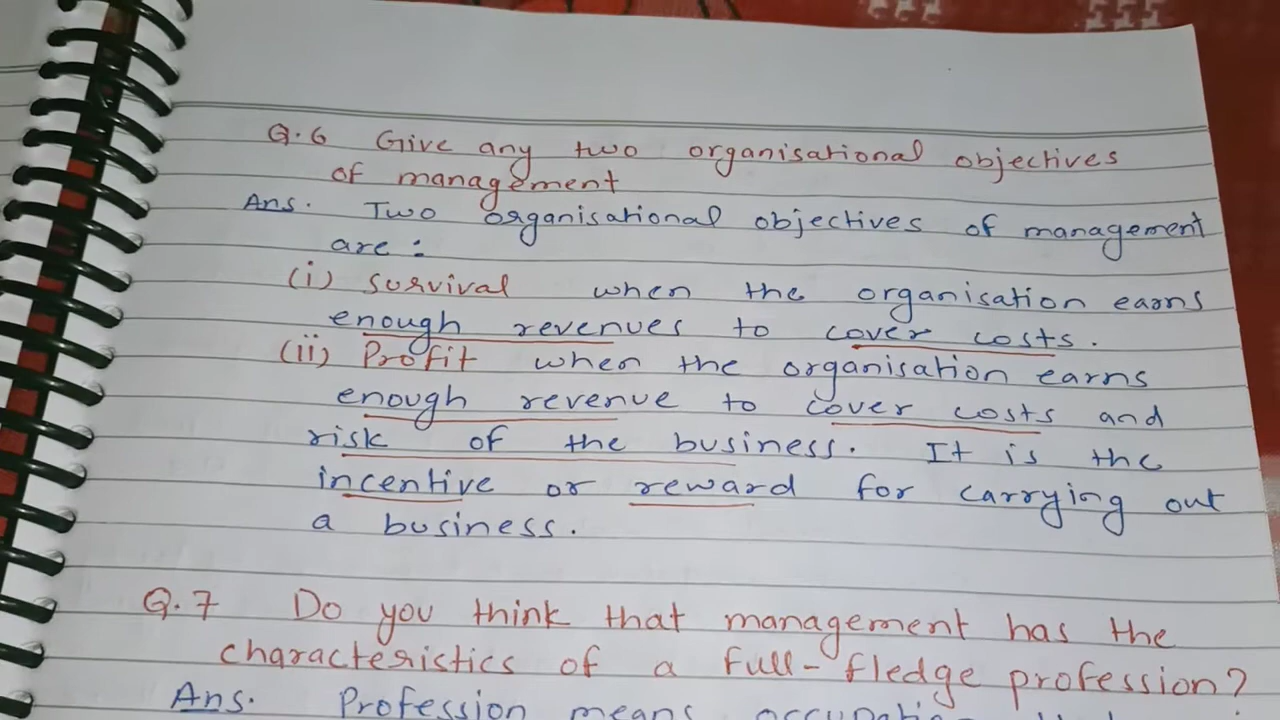 Q.6 Give any two organisational objectives
of management
Ans. Two organisational objectives of management
are :
(i) survival when the organisation earns
enough revenues to cover costs.
(ii) Profit when the organisation earns
enough revenue to cover costs and
risk of the business. It is the
incentive or reward for carrying out
a business.
Q.7 Do you think that management has the
characteristics of a full-fledge profession?
Ans. Profession means